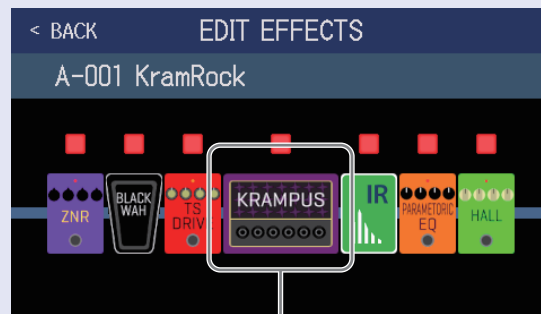 < BACK EDIT EFFECTS
A-001 KramRock
ZNR
BLACK
WAH
TS
DRIVE
KRAMPUS
IR
PARAMETORIC
EQ
HALL